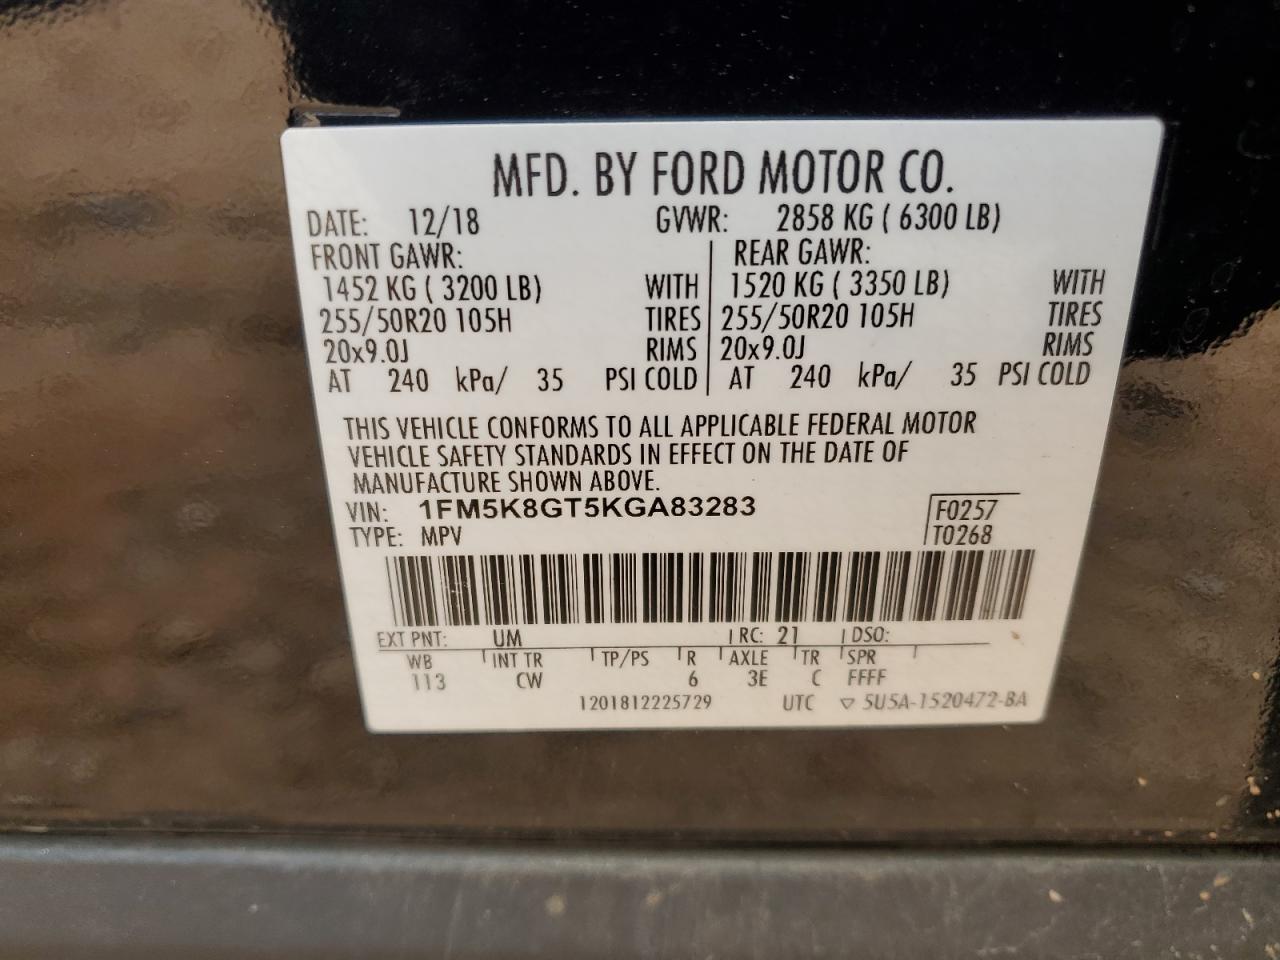 MFD. BY FORD MOTOR CO.
DATE: 12/18 GVWR: 2858 KG ( 6300 LB)
FRONT GAWR: REAR GAWR:
1452 KG ( 3200 LB) WITH 1520 KG ( 3350 LB) WITH
255/50R20 105H TIRES 255/50R20 105H TIRES
20x9.0J RIMS 20x9.0J RIMS
AT 240 kPa/ 35 PSI COLD AT 240 kPa/ 35 PSI COLD
THIS VEHICLE CONFORMS TO ALL APPLICABLE FEDERAL MOTOR
VEHICLE SAFETY STANDARDS IN EFFECT ON THE DATE OF
MANUFACTURE SHOWN ABOVE.
VIN: 1FM5K8GT5KGA83283 F0257
TYPE: MPV T0268
EXT PNT: UM RC: 21 DSO:
WB INT TR TP/PS R AXLE TR SPR
113 CW 6 3E C FFFF
1201812225729 UTC ▽ 5U5A-1520472-BA